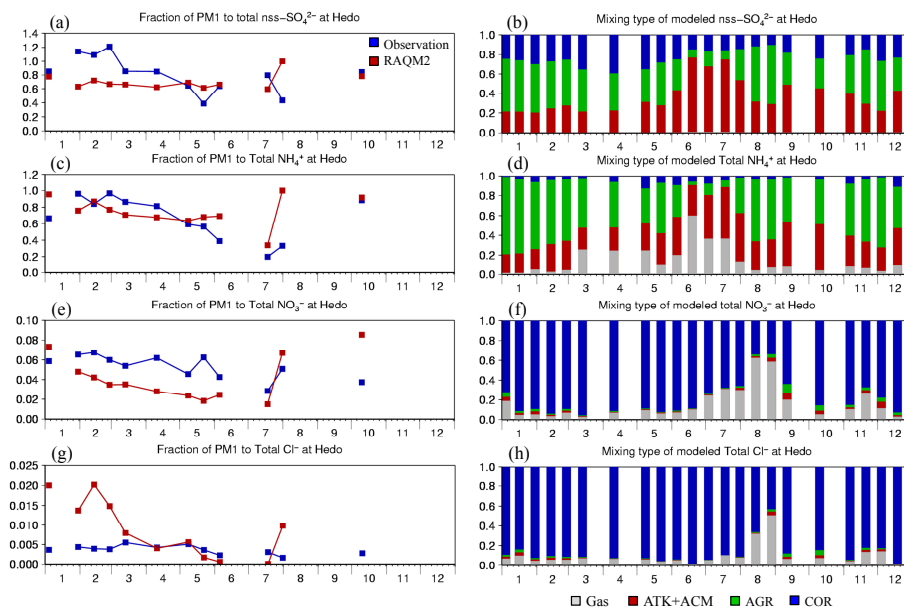 (a) Fraction of PM1 to total nss−SO₄²⁻ at Hedo
1.4
1.2
1.0
0.8
0.6
0.4
0.2
0.0
Observation
RAQM2
1 2 3 4 5 6 7 8 9 10 11 12
(b) Mixing type of modeled nss−SO₄²⁻ at Hedo
1.0
0.8
0.6
0.4
0.2
0.0
1 2 3 4 5 6 7 8 9 10 11 12
(c) Fraction of PM1 to Total NH₄⁺ at Hedo
1.2
1.0
0.8
0.6
0.4
0.2
0.0
1 2 3 4 5 6 7 8 9 10 11 12
(d) Mixing type of modeled Total NH₄⁺ at Hedo
1.0
0.8
0.6
0.4
0.2
0.0
1 2 3 4 5 6 7 8 9 10 11 12
(e) Fraction of PM1 to Total NO₃⁻ at Hedo
0.10
0.08
0.06
0.04
0.02
0.00
1 2 3 4 5 6 7 8 9 10 11 12
(f) Mixing type of modeled total NO₃⁻ at Hedo
1.0
0.8
0.6
0.4
0.2
0.0
1 2 3 4 5 6 7 8 9 10 11 12
(g) Fraction of PM1 to Total Cl⁻ at Hedo
0.025
0.020
0.015
0.010
0.005
0.000
1 2 3 4 5 6 7 8 9 10 11 12
(h) Mixing type of modeled Total Cl⁻ at Hedo
1.0
0.8
0.6
0.4
0.2
0.0
1 2 3 4 5 6 7 8 9 10 11 12
Gas ATK+ACM AGR COR